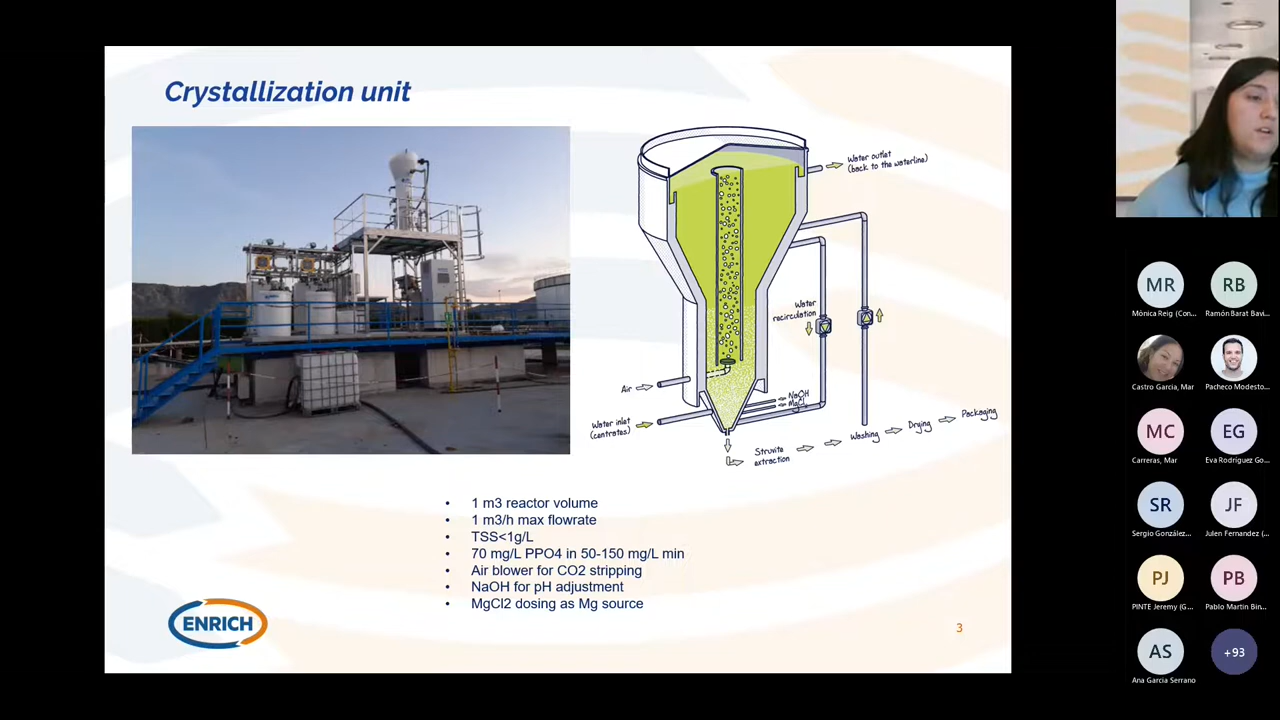 Crystallization unit
Water outlet
(back to the waterline)
Water
recirculation
Air
NaOH
MgCl2
Water inlet
(centrates)
Struvite
extraction
Washing
Drying
Packaging
• 1 m3 reactor volume
• 1 m3/h max flowrate
• TSS<1g/L
• 70 mg/L PPO4 in 50-150 mg/L min
• Air blower for CO2 stripping
• NaOH for pH adjustment
• MgCl2 dosing as Mg source
ENRICH
3
MR
RB
Mònica Reig (Con...
Ramón Barat Bavi...
Castro Garcia, Mar
Pacheco Modesto...
MC
EG
Carreras, Mar
Eva Rodríguez Go...
SR
JF
Sergio González...
Julen Fernandez (...
PJ
PB
PINTE Jeremy (G...
Pablo Martin Bin...
AS
+93
Ana Garcia Serrano